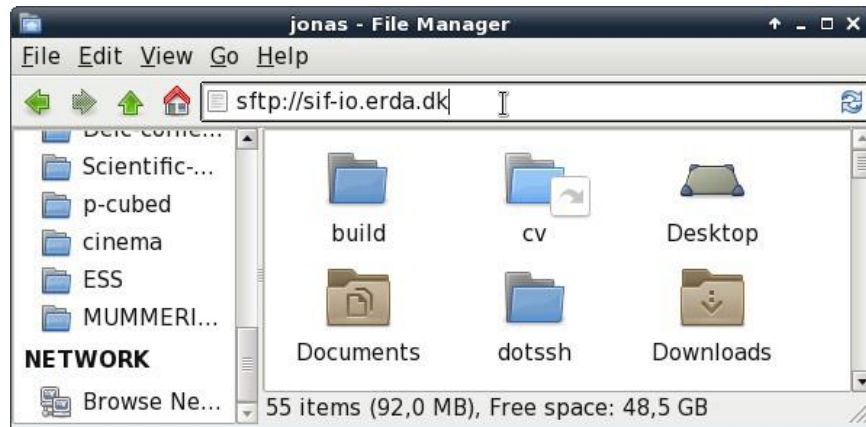 jonas - File Manager
File Edit View Go Help
sftp://sif-io.erda.dk
Scientific-...
p-cubed
cinema
ESS
MUMMERI...
NETWORK
Browse Ne...
build
cv
Desktop
Documents
dotssh
Downloads
55 items (92,0 MB), Free space: 48,5 GB